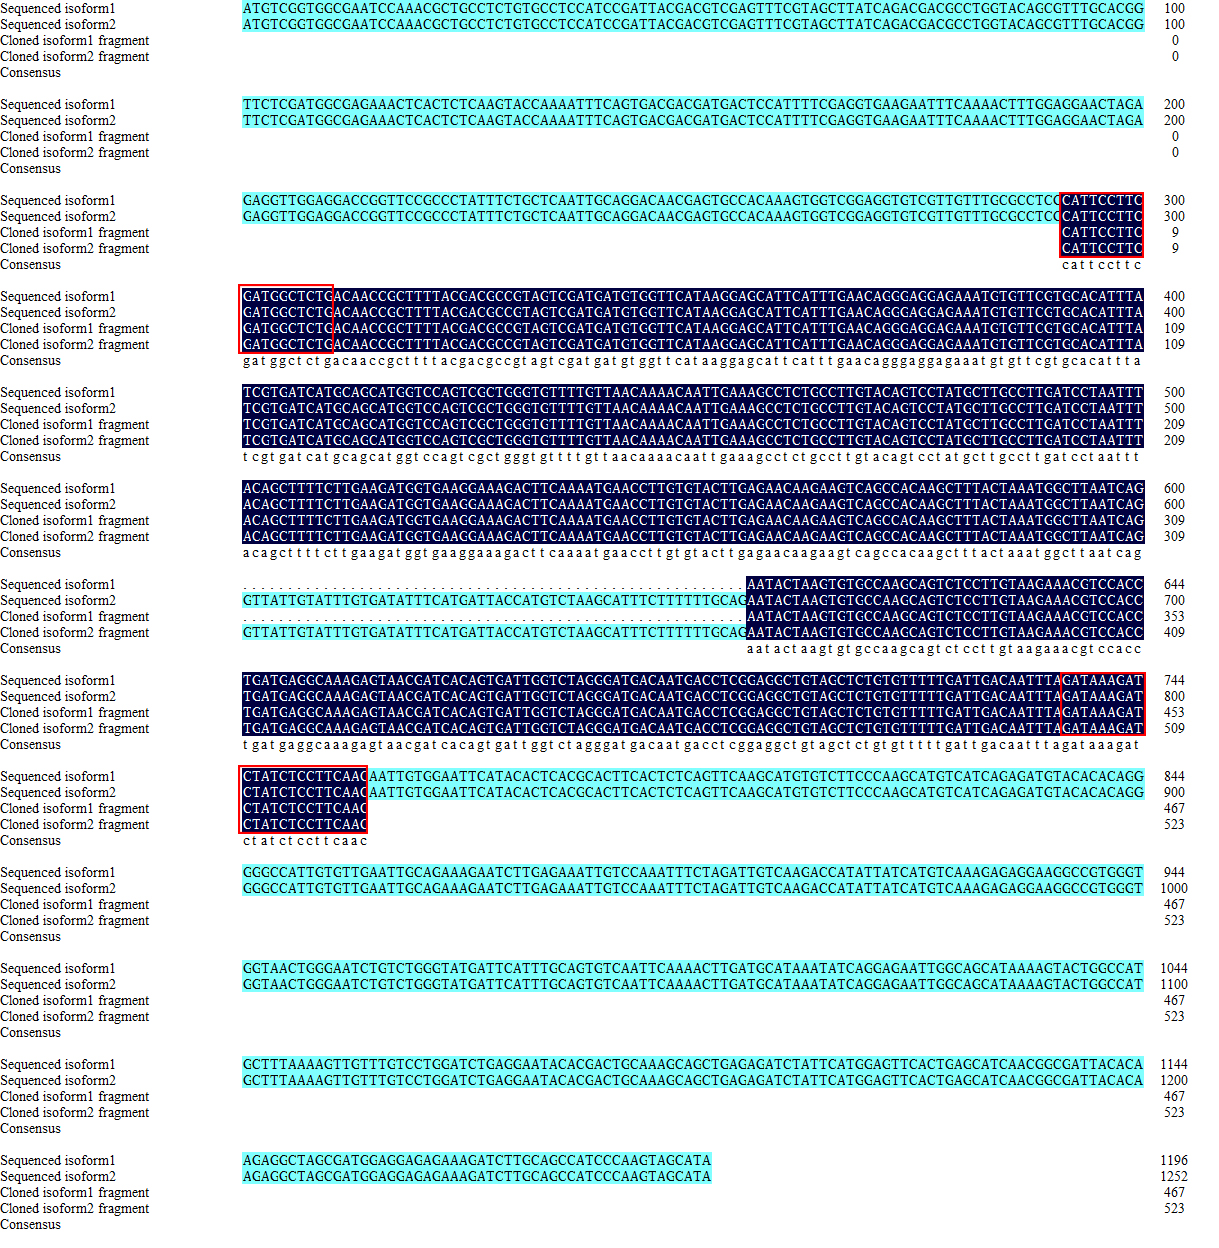 Sequenced isoform1 ATGTCGGTGGCGAATCCAAACGCTGCCTCTGTGCCTCCATCCGATTACGACGTCGAGTTTCGTAGCTTATCAGACGACGCCTGGTACAGCGTTTGCACGG 100
Sequenced isoform2 ATGTCGGTGGCGAATCCAAACGCTGCCTCTGTGCCTCCATCCGATTACGACGTCGAGTTTCGTAGCTTATCAGACGACGCCTGGTACAGCGTTTGCACGG 100
Cloned isoform1 fragment 0
Cloned isoform2 fragment 0
Consensus
Sequenced isoform1 TTCTCGATGGCGAGAAACTCACTCTCAAGTACCAAAATTTCAGTGACGACGATGACTCCATTTTCGAGGTGAAGAATTTCAAAACTTTGGAGGAACTAGA 200
Sequenced isoform2 TTCTCGATGGCGAGAAACTCACTCTCAAGTACCAAAATTTCAGTGACGACGATGACTCCATTTTCGAGGTGAAGAATTTCAAAACTTTGGAGGAACTAGA 200
Cloned isoform1 fragment 0
Cloned isoform2 fragment 0
Consensus
Sequenced isoform1 GAGGTTGGAGGACCGGTTCCGCCCTATTTCTGCTCAATTGCAGGACAACGAGTGCCACAAAGTGGTCGGAGGTGTCGTTGTTTGCGCCTCCCATTCCTTC 300
Sequenced isoform2 GAGGTTGGAGGACCGGTTCCGCCCTATTTCTGCTCAATTGCAGGACAACGAGTGCCACAAAGTGGTCGGAGGTGTCGTTGTTTGCGCCTCCCATTCCTTC 300
Cloned isoform1 fragment CATTCCTTC 9
Cloned isoform2 fragment CATTCCTTC 9
Consensus cattccttc
Sequenced isoform1 GATGGCTCTGACAACCGCTTTTACGACGCCGTAGTCGATGATGTGGTTCATAAGGAGCATTCATTTGAACAGGGAGGAGAAATGTGTTCGTGCACATTTA 400
Sequenced isoform2 GATGGCTCTGACAACCGCTTTTACGACGCCGTAGTCGATGATGTGGTTCATAAGGAGCATTCATTTGAACAGGGAGGAGAAATGTGTTCGTGCACATTTA 400
Cloned isoform1 fragment GATGGCTCTGACAACCGCTTTTACGACGCCGTAGTCGATGATGTGGTTCATAAGGAGCATTCATTTGAACAGGGAGGAGAAATGTGTTCGTGCACATTTA 109
Cloned isoform2 fragment GATGGCTCTGACAACCGCTTTTACGACGCCGTAGTCGATGATGTGGTTCATAAGGAGCATTCATTTGAACAGGGAGGAGAAATGTGTTCGTGCACATTTA 109
Consensus gatggctctgacaaccgcttttacgacgccgtagtcgatgatgtggttcataaggagcattcatttgaacagggaggagaaatgtgttcgtgcacattta
Sequenced isoform1 TCGTGATCATGCAGCATGGTCCAGTCGCTGGGTGTTTTGTTAACAAAACAATTGAAAGCCTCTGCCTTGTACAGTCCTATGCTTGCCTTGATCCTAATTT 500
Sequenced isoform2 TCGTGATCATGCAGCATGGTCCAGTCGCTGGGTGTTTTGTTAACAAAACAATTGAAAGCCTCTGCCTTGTACAGTCCTATGCTTGCCTTGATCCTAATTT 500
Cloned isoform1 fragment TCGTGATCATGCAGCATGGTCCAGTCGCTGGGTGTTTTGTTAACAAAACAATTGAAAGCCTCTGCCTTGTACAGTCCTATGCTTGCCTTGATCCTAATTT 209
Cloned isoform2 fragment TCGTGATCATGCAGCATGGTCCAGTCGCTGGGTGTTTTGTTAACAAAACAATTGAAAGCCTCTGCCTTGTACAGTCCTATGCTTGCCTTGATCCTAATTT 209
Consensus tcgtgatcatgcagcatggtccagtcgctgggtgttttgttaacaaaacaattgaaagcctctgccttgtacagtcctatgcttgccttgatcctaattt
Sequenced isoform1 ACAGCTTTTCTTGAAGATGGTGAAGGAAAGACTTCAAAATGAACCTTGTGTACTTGAGAACAAGAAGTCAGCCACAAGCTTTACTAAATGGCTTAATCAG 600
Sequenced isoform2 ACAGCTTTTCTTGAAGATGGTGAAGGAAAGACTTCAAAATGAACCTTGTGTACTTGAGAACAAGAAGTCAGCCACAAGCTTTACTAAATGGCTTAATCAG 600
Cloned isoform1 fragment ACAGCTTTTCTTGAAGATGGTGAAGGAAAGACTTCAAAATGAACCTTGTGTACTTGAGAACAAGAAGTCAGCCACAAGCTTTACTAAATGGCTTAATCAG 309
Cloned isoform2 fragment ACAGCTTTTCTTGAAGATGGTGAAGGAAAGACTTCAAAATGAACCTTGTGTACTTGAGAACAAGAAGTCAGCCACAAGCTTTACTAAATGGCTTAATCAG 309
Consensus acagcttttcttgaagatggtgaaggaaagacttcaaaatgaaccttgtgtacttgagaacaagaagtcagccacaagctttactaaatggcttaatcag
Sequenced isoform1 ........................................................AATACTAAGTGTGCCAAGCAGTCTCCTTGTAAGAAACGTCCACC 644
Sequenced isoform2 GTTATTGTATTTGTGATATTTCATGATTACCATGTCTAAGCATTTCTTTTTTGCAGAATACTAAGTGTGCCAAGCAGTCTCCTTGTAAGAAACGTCCACC 700
Cloned isoform1 fragment ........................................................AATACTAAGTGTGCCAAGCAGTCTCCTTGTAAGAAACGTCCACC 353
Cloned isoform2 fragment GTTATTGTATTTGTGATATTTCATGATTACCATGTCTAAGCATTTCTTTTTTGCAGAATACTAAGTGTGCCAAGCAGTCTCCTTGTAAGAAACGTCCACC 409
Consensus aatactaagtgtgccaagcagtctccttgtaagaaacgtccacc
Sequenced isoform1 TGATGAGGCAAAGAGTAACGATCACAGTGATTGGTCTAGGGATGACAATGACCTCGGAGGCTGTAGCTCTGTGTTTTTGATTGACAATTTAGATAAAGAT 744
Sequenced isoform2 TGATGAGGCAAAGAGTAACGATCACAGTGATTGGTCTAGGGATGACAATGACCTCGGAGGCTGTAGCTCTGTGTTTTTGATTGACAATTTAGATAAAGAT 800
Cloned isoform1 fragment TGATGAGGCAAAGAGTAACGATCACAGTGATTGGTCTAGGGATGACAATGACCTCGGAGGCTGTAGCTCTGTGTTTTTGATTGACAATTTAGATAAAGAT 453
Cloned isoform2 fragment TGATGAGGCAAAGAGTAACGATCACAGTGATTGGTCTAGGGATGACAATGACCTCGGAGGCTGTAGCTCTGTGTTTTTGATTGACAATTTAGATAAAGAT 509
Consensus tgatgaggcaaagagtaacgatcacagtgattggtctagggatgacaatgacctcggaggctgtagctctgtgtttttgattgacaatttagataaagat
Sequenced isoform1 CTATCTCCTTCAACAATTGTGGAATTCATACACTCACGCACTTCACTCTCAGTTCAAGCATGTGTCTTCCCAAGCATGTCATCAGAGATGTACACACAGG 844
Sequenced isoform2 CTATCTCCTTCAACAATTGTGGAATTCATACACTCACGCACTTCACTCTCAGTTCAAGCATGTGTCTTCCCAAGCATGTCATCAGAGATGTACACACAGG 900
Cloned isoform1 fragment CTATCTCCTTCAAC 467
Cloned isoform2 fragment CTATCTCCTTCAAC 523
Consensus ctatctccttcaac
Sequenced isoform1 GGGCCATTGTGTTGAATTGCAGAAAGAATCTTGAGAAATTGTCCAAATTTCTAGATTGTCAAGACCATATTATCATGTCAAAGAGAGGAAGGCCGTGGGT 944
Sequenced isoform2 GGGCCATTGTGTTGAATTGCAGAAAGAATCTTGAGAAATTGTCCAAATTTCTAGATTGTCAAGACCATATTATCATGTCAAAGAGAGGAAGGCCGTGGGT 1000
Cloned isoform1 fragment 467
Cloned isoform2 fragment 523
Consensus
Sequenced isoform1 GGTAACTGGGAATCTGTCTGGGTATGATTCATTTGCAGTGTCAATTCAAAACTTGATGCATAAATATCAGGAGAATTGGCAGCATAAAAGTACTGGCCAT 1044
Sequenced isoform2 GGTAACTGGGAATCTGTCTGGGTATGATTCATTTGCAGTGTCAATTCAAAACTTGATGCATAAATATCAGGAGAATTGGCAGCATAAAAGTACTGGCCAT 1100
Cloned isoform1 fragment 467
Cloned isoform2 fragment 523
Consensus
Sequenced isoform1 GCTTTAAAAGTTGTTTGTCCTGGATCTGAGGAATACACGACTGCAAAGCAGCTGAGAGATCTATTCATGGAGTTCACTGAGCATCAACGGCGATTACACA 1144
Sequenced isoform2 GCTTTAAAAGTTGTTTGTCCTGGATCTGAGGAATACACGACTGCAAAGCAGCTGAGAGATCTATTCATGGAGTTCACTGAGCATCAACGGCGATTACACA 1200
Cloned isoform1 fragment 467
Cloned isoform2 fragment 523
Consensus
Sequenced isoform1 AGAGGCTAGCGATGGAGGAGAGAAAGATCTTGCAGCCATCCCAAGTAGCATA 1196
Sequenced isoform2 AGAGGCTAGCGATGGAGGAGAGAAAGATCTTGCAGCCATCCCAAGTAGCATA 1252
Cloned isoform1 fragment 467
Cloned isoform2 fragment 523
Consensus